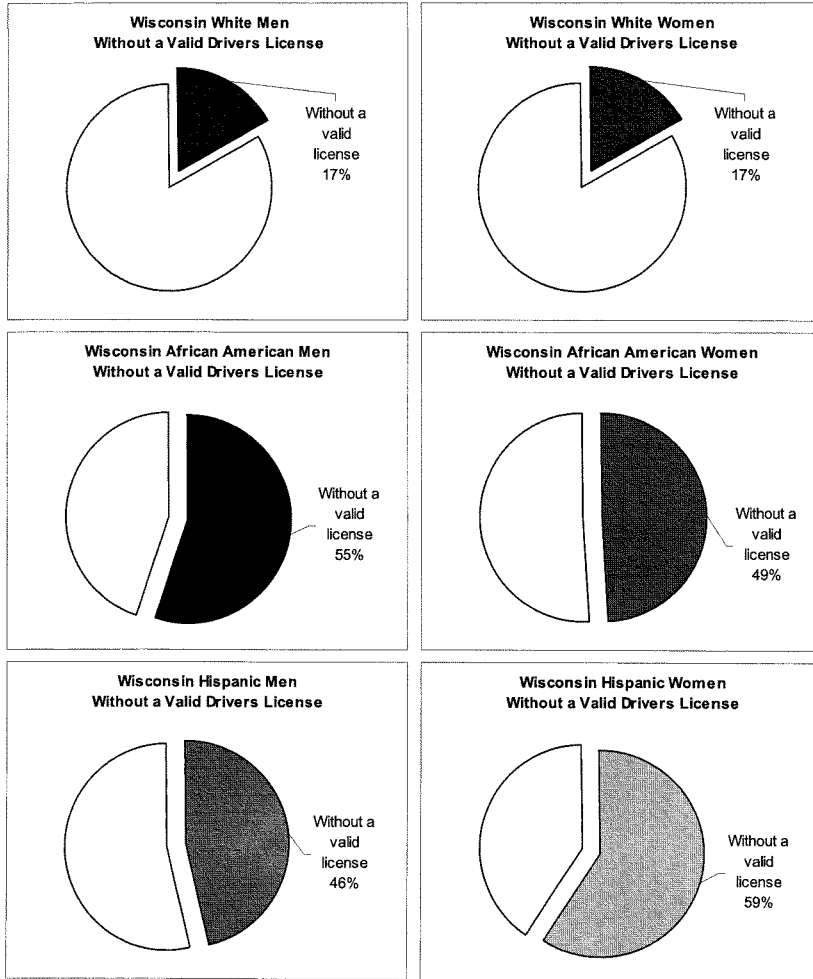 Wisconsin White Men
Without a Valid Drivers License
Without a
valid
license
17%
Wisconsin White Women
Without a Valid Drivers License
Without a
valid
license
17%
Wisconsin African American Men
Without a Valid Drivers License
Without a
valid
license
55%
Wisconsin African American Women
Without a Valid Drivers License
Without a
valid
license
49%
Wisconsin Hispanic Men
Without a Valid Drivers License
Without a
valid
license
46%
Wisconsin Hispanic Women
Without a Valid Drivers License
Without a
valid
license
59%